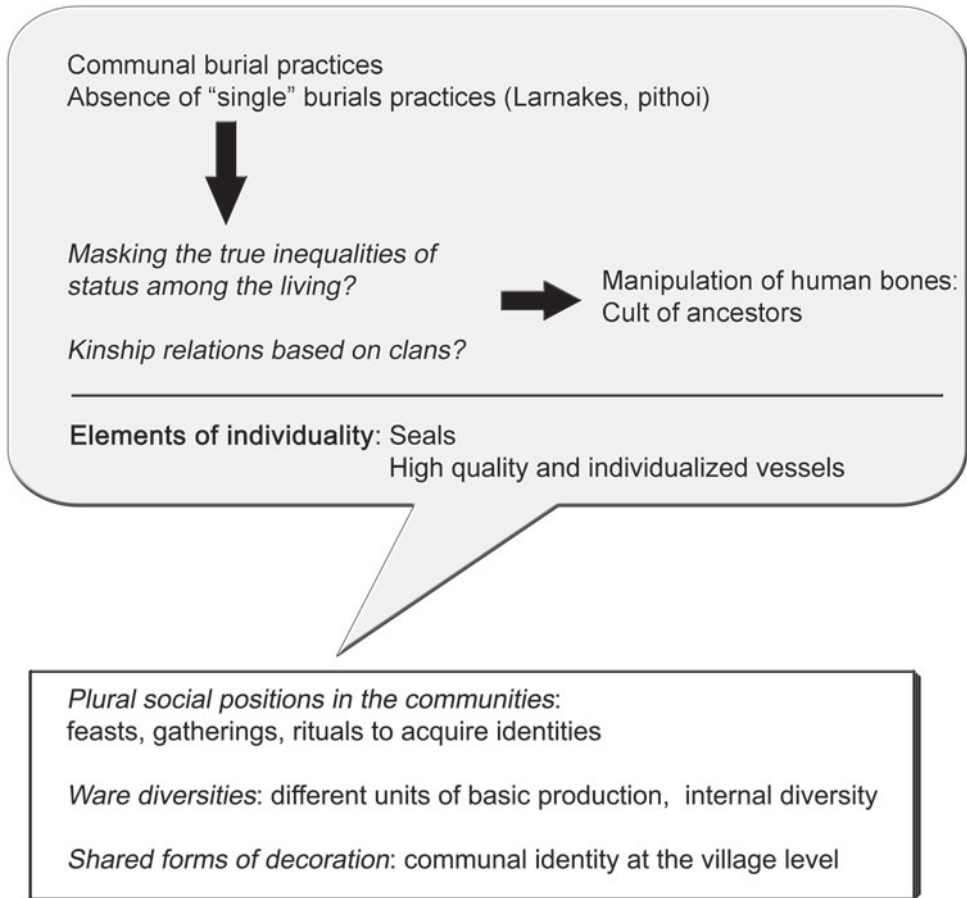 Communal burial practices
Absence of “single” burials practices (Larnakes, pithoi)
Masking the true inequalities of
status among the living?
Kinship relations based on clans?
Manipulation of human bones:
Cult of ancestors
Elements of individuality: Seals
High quality and individualized vessels
Plural social positions in the communities:
feasts, gatherings, rituals to acquire identities
Ware diversities: different units of basic production, internal diversity
Shared forms of decoration: communal identity at the village level